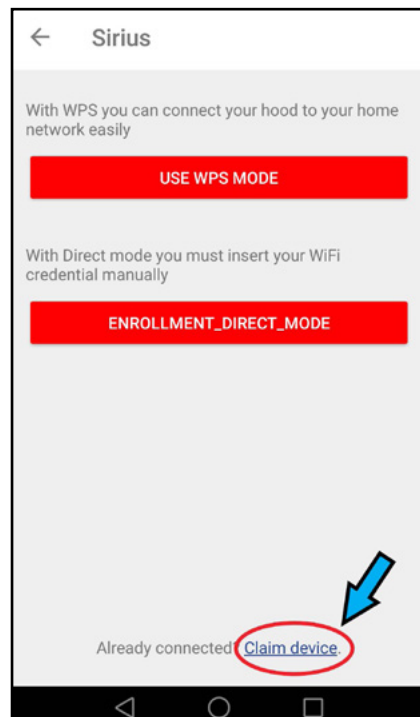 Sirius
With WPS you can connect your hood to your home
network easily
USE WPS MODE
With Direct mode you must insert your WiFi
credential manually
ENROLLMENT_DIRECT_MODE
Already connected? Claim device.